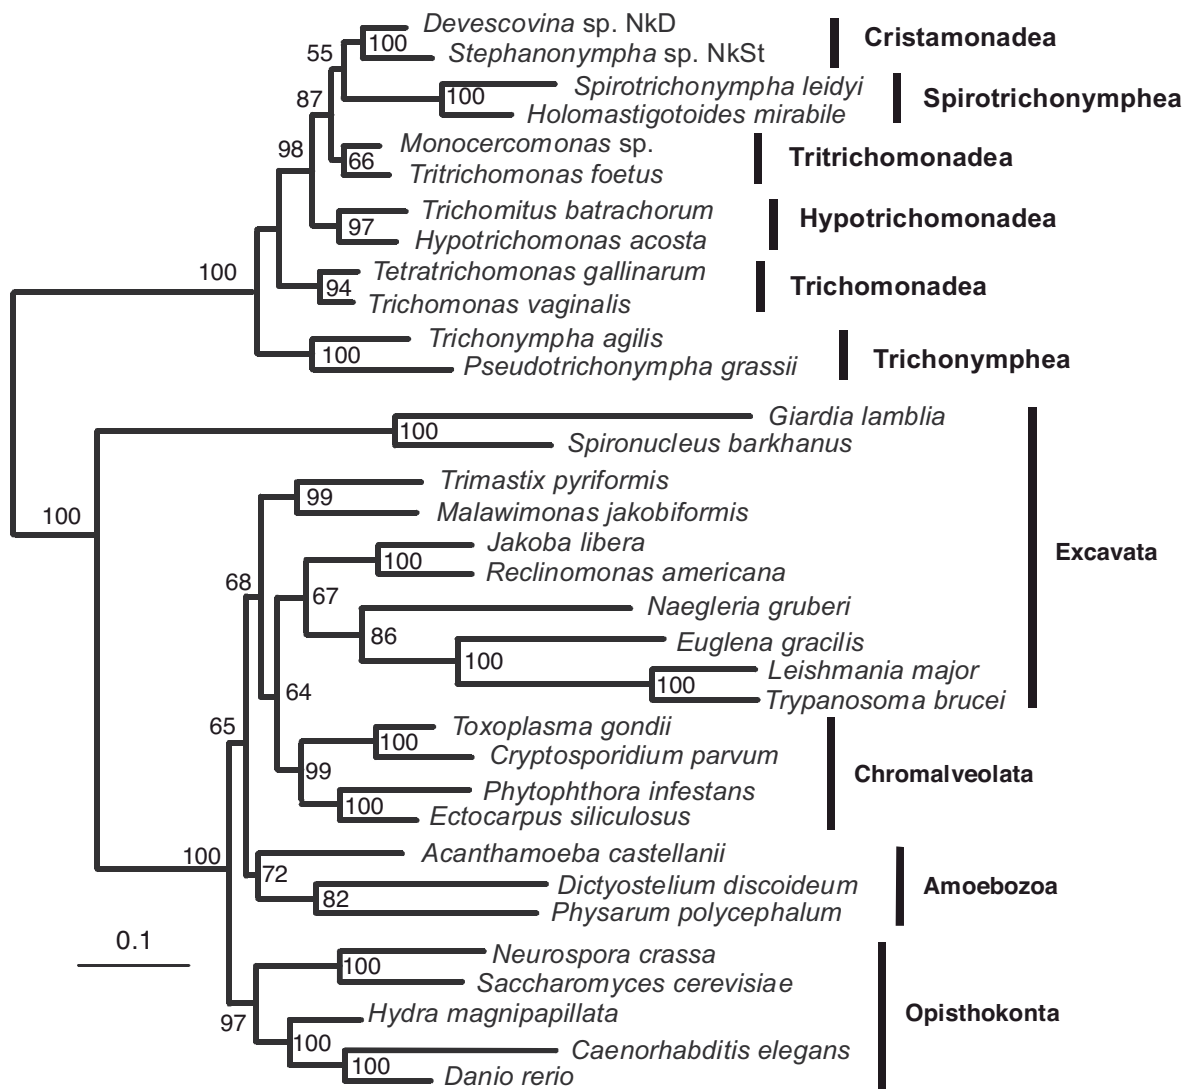 Devescovina sp. NkD
100
Cristamonadea
55
Stephanonympha sp. NkSt
Spirotrichonympha leidyi
87
100
Spirotrichonymphea
Holomastigotoides mirabile
98
Monocercomonas sp.
66
Tritrichomonadea
Tritrichomonas foetus
Trichomitus batrachorum
97
Hypotrichomonadea
Hypotrichomonas acosta
100
Tetratrichomonas gallinarum
94
Trichomonadea
Trichomonas vaginalis
Trichonympha agilis
100
Trichonymphea
Pseudotrichonympha grassii
Giardia lamblia
100
Spironucleus barkhanus
Trimastix pyriformis
99
100
Malawimonas jakobiformis
Jakoba libera
100
Excavata
Reclinomonas americana
68
67
Naegleria gruberi
86
Euglena gracilis
100
Leishmania major
100
64
Trypanosoma brucei
65
Toxoplasma gondii
100
Cryptosporidium parvum
99
Chromalveolata
Phytophthora infestans
100
Ectocarpus siliculosus
100
Acanthamoeba castellanii
72
Dictyostelium discoideum
82
Amoebozoa
Physarum polycephalum
0.1
Neurospora crassa
100
Saccharomyces cerevisiae
97
Hydra magnipapillata
Opisthokonta
100
Caenorhabditis elegans
100
Danio rerio